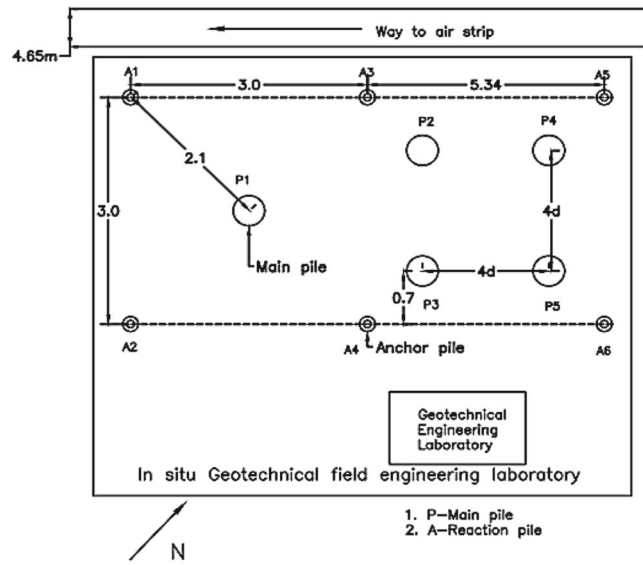 Way to air strip
4.65m
A1
A3
A5
3.0
5.34
P2
P4
2.1
P1
3.0
4d
Main pile
4d
0.7
P3
P5
A2
A4
Anchor pile
A6
Geotechnical
Engineering
Laboratory
In situ Geotechnical field engineering laboratory
1. P-Main pile
2. A-Reaction pile
N